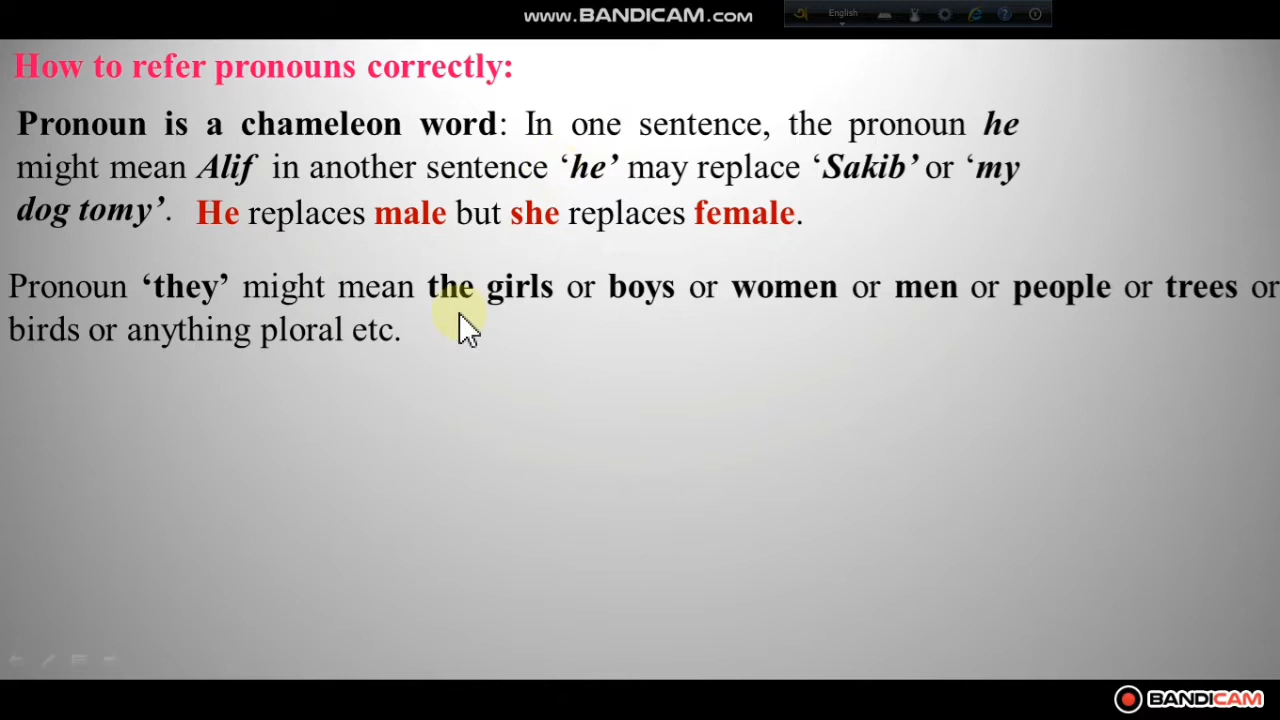 www.BANDICAM.com
English
How to refer pronouns correctly:
Pronoun is a chameleon word: In one sentence, the pronoun he
might mean Alif in another sentence ‘he’ may replace ‘Sakib’ or ‘my
dog tomy’. He replaces male but she replaces female.
Pronoun ‘they’ might mean the girls or boys or women or men or people or trees or
birds or anything ploral etc.
BANDICAM